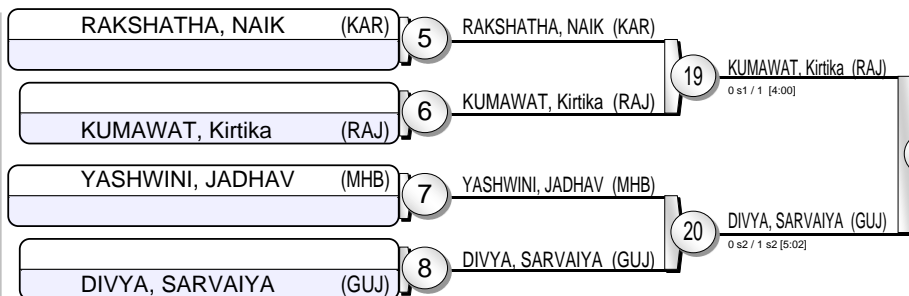 RAKSHATHA, NAIK (KAR)
5
RAKSHATHA, NAIK (KAR)
19
KUMAWAT, Kirtika (RAJ)
0 s1 / 1 [4:00]
6
KUMAWAT, Kirtika (RAJ)
KUMAWAT, Kirtika (RAJ)
YASHWINI, JADHAV (MHB)
7
YASHWINI, JADHAV (MHB)
20
DIVYA, SARVAIYA (GUJ)
0 s2 / 1 s2 [5:02]
8
DIVYA, SARVAIYA (GUJ)
DIVYA, SARVAIYA (GUJ)